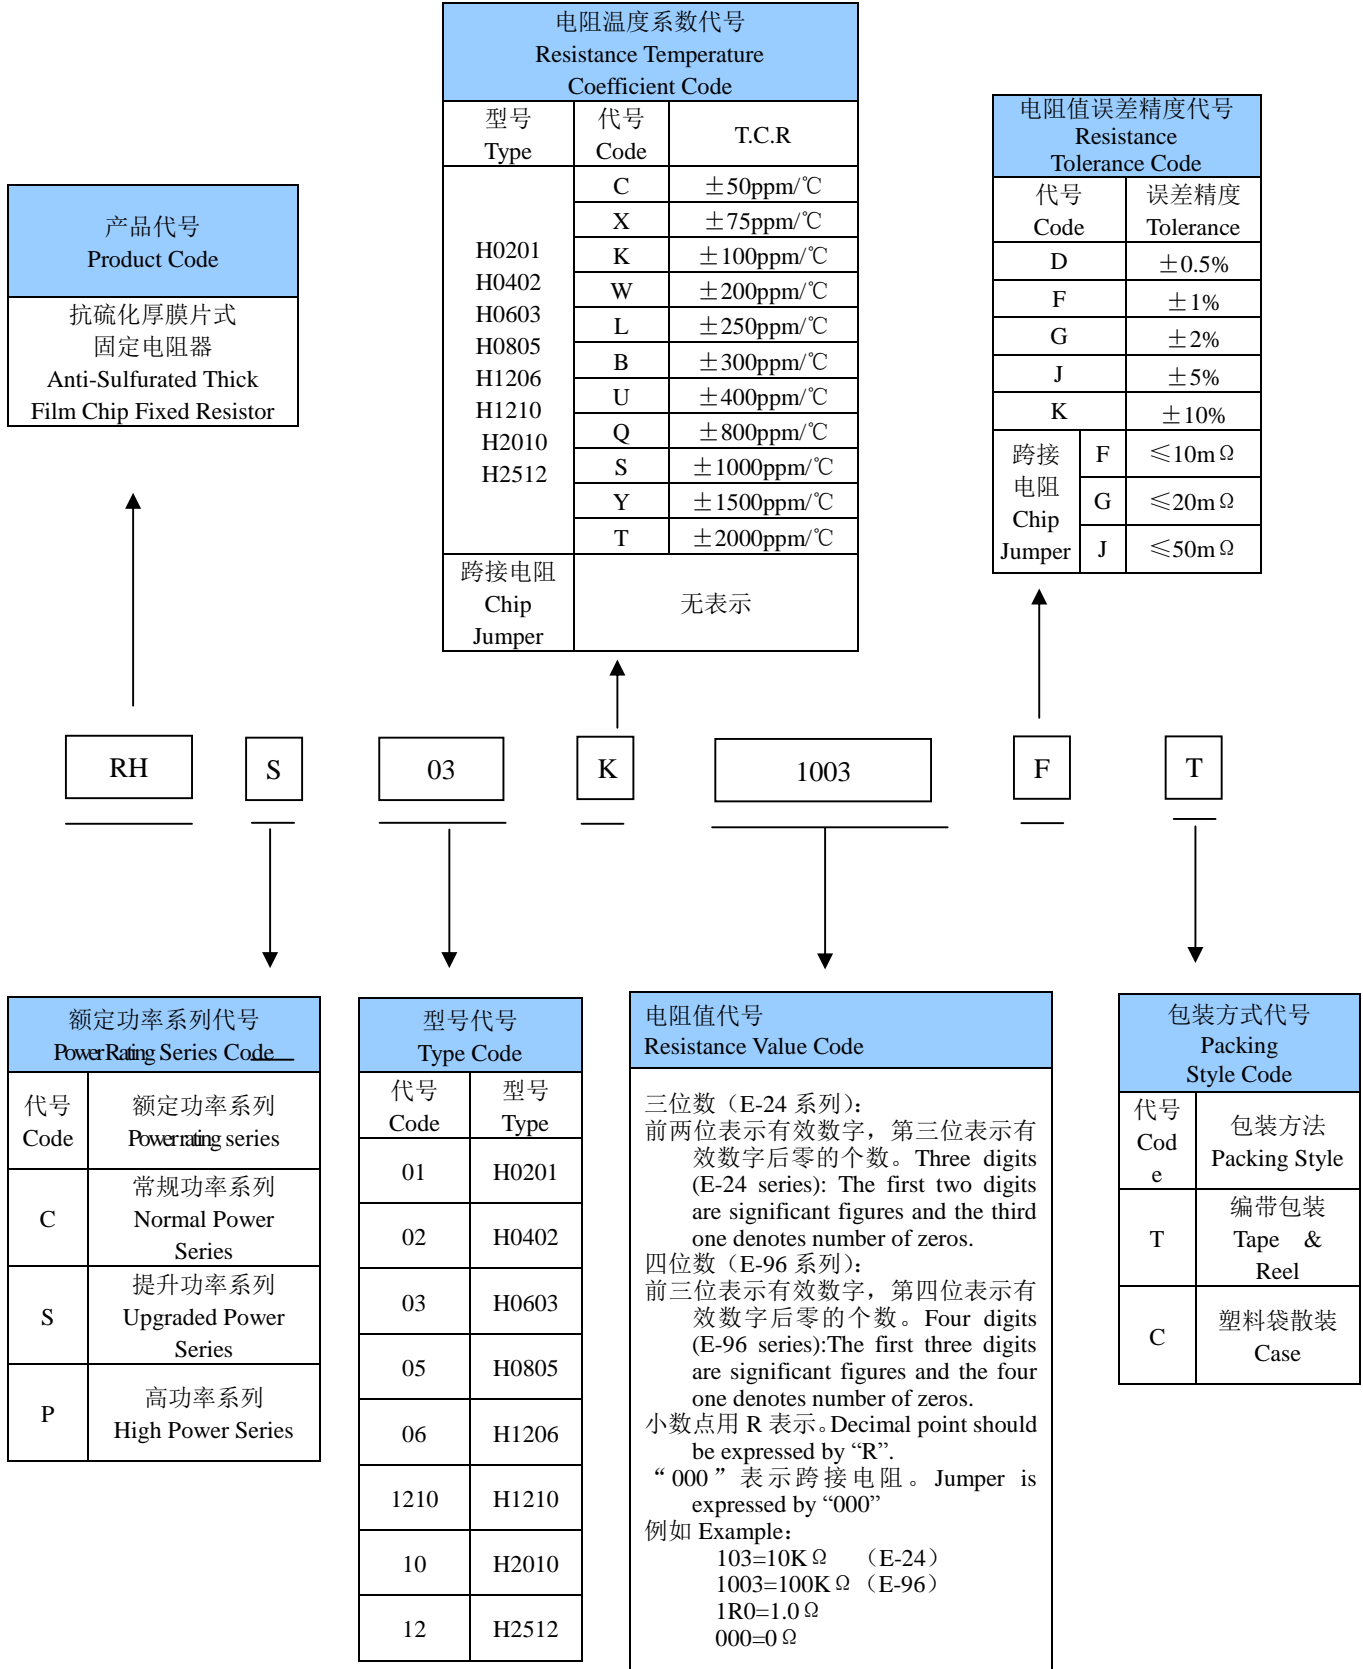 电阻温度系数代号
Resistance Temperature
Coefficient Code
型号
Type
代号
Code
T.C.R
H0201
H0402
H0603
H0805
H1206
H1210
H2010
H2512
C ±50ppm/℃
X ±75ppm/℃
K ±100ppm/℃
W ±200ppm/℃
L ±250ppm/℃
B ±300ppm/℃
U ±400ppm/℃
Q ±800ppm/℃
S ±1000ppm/℃
Y ±1500ppm/℃
T ±2000ppm/℃
跨接电阻
Chip
Jumper
无表示
电阻值误差精度代号
Resistance
Tolerance Code
代号 误差精度
Code Tolerance
D ±0.5%
F ±1%
G ±2%
J ±5%
K ±10%
跨接
电阻
Chip
Jumper
F ≤10mΩ
G ≤20mΩ
J ≤50mΩ
产品代号
Product Code
抗硫化厚膜片式
固定电阻器
Anti-Sulfurated Thick
Film Chip Fixed Resistor
RH S 03 K 1003 F T
额定功率系列代号
Power Rating Series Code
代号
Code
额定功率系列
Power rating series
C
常规功率系列
Normal Power
Series
S
提升功率系列
Upgraded Power
Series
P
高功率系列
High Power Series
型号代号
Type Code
代号 型号
Code Type
01 H0201
02 H0402
03 H0603
05 H0805
06 H1206
1210 H1210
10 H2010
12 H2512
电阻值代号
Resistance Value Code
三位数（E-24 系列）：
前两位表示有效数字，第三位表示有
效数字后零的个数。Three digits
(E-24 series): The first two digits
are significant figures and the third
one denotes number of zeros.
四位数（E-96 系列）：
前三位表示有效数字，第四位表示有
效数字后零的个数。Four digits
(E-96 series):The first three digits
are significant figures and the four
one denotes number of zeros.
小数点用 R 表示。Decimal point should
be expressed by “R”.
“000”表示跨接电阻。Jumper is
expressed by “000”
例如 Example：
103=10KΩ （E-24）
1003=100KΩ（E-96）
1R0=1.0Ω
000=0Ω
包装方式代号
Packing
Style Code
代号
Cod
e
包装方法
Packing Style
T
编带包装
Tape &
Reel
C
塑料袋散装
Case